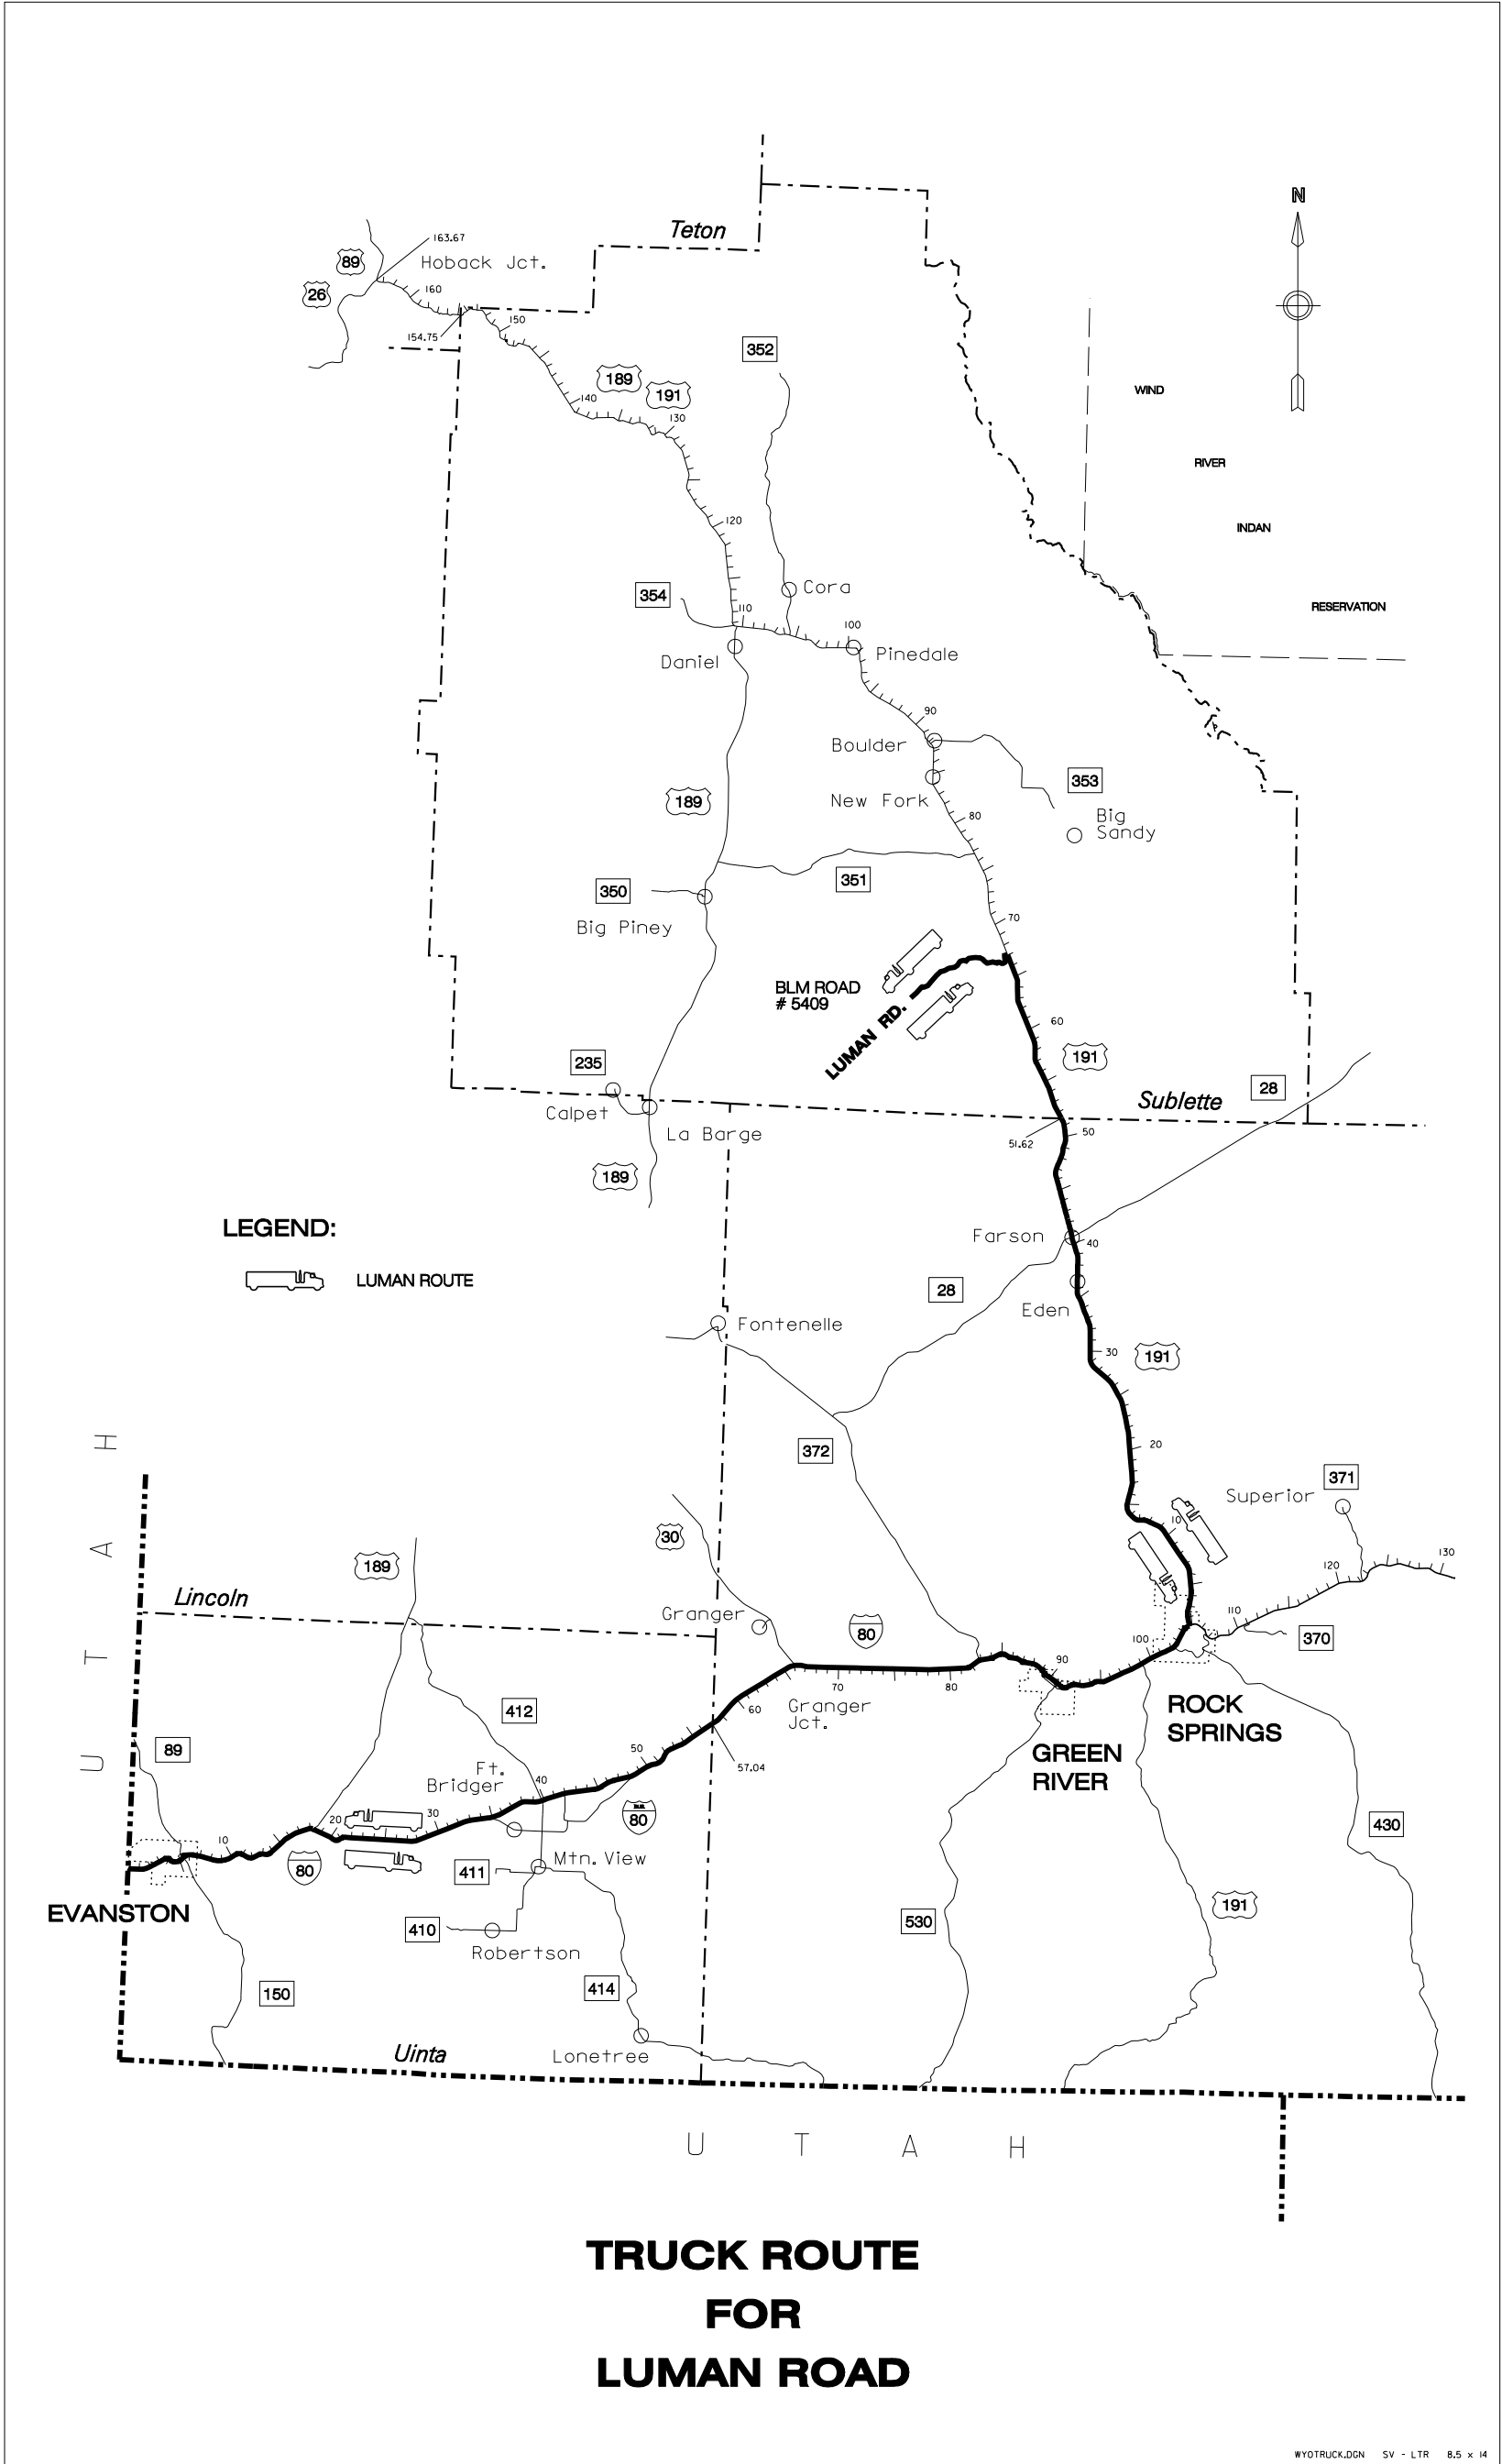 N
Teton
163.67
89
Hoback Jct.
26
160
150
154.75
352
189
191
WIND
140
130
RIVER
120
INDAN
354
Cora
110
RESERVATION
100
Daniel
Pinedale
90
Boulder
353
189
New Fork
80
Big
Sandy
351
350
70
Big Piney
BLM ROAD
# 5409
LUMAN RD.
60
191
235
28
Sublette
Calpet
La Barge
50
51.62
189
LEGEND:
Farson
40
LUMAN ROUTE
28
Eden
Fontenelle
30
191
UTAH
20
372
371
Superior
10
30
130
189
120
Lincoln
Granger
110
80
370
100
90
70
80
60
Granger
Jct.
ROCK
SPRINGS
412
89
50
GREEN
RIVER
57.04
Ft.
Bridger
40
20
30
80
430
10
80
411
Mtn. View
EVANSTON
191
410
530
Robertson
150
414
Uinta
Lonetree
U T A H
TRUCK ROUTE
FOR
LUMAN ROAD
WYOTRUCK.DGN SV - LTR 8.5 x 14